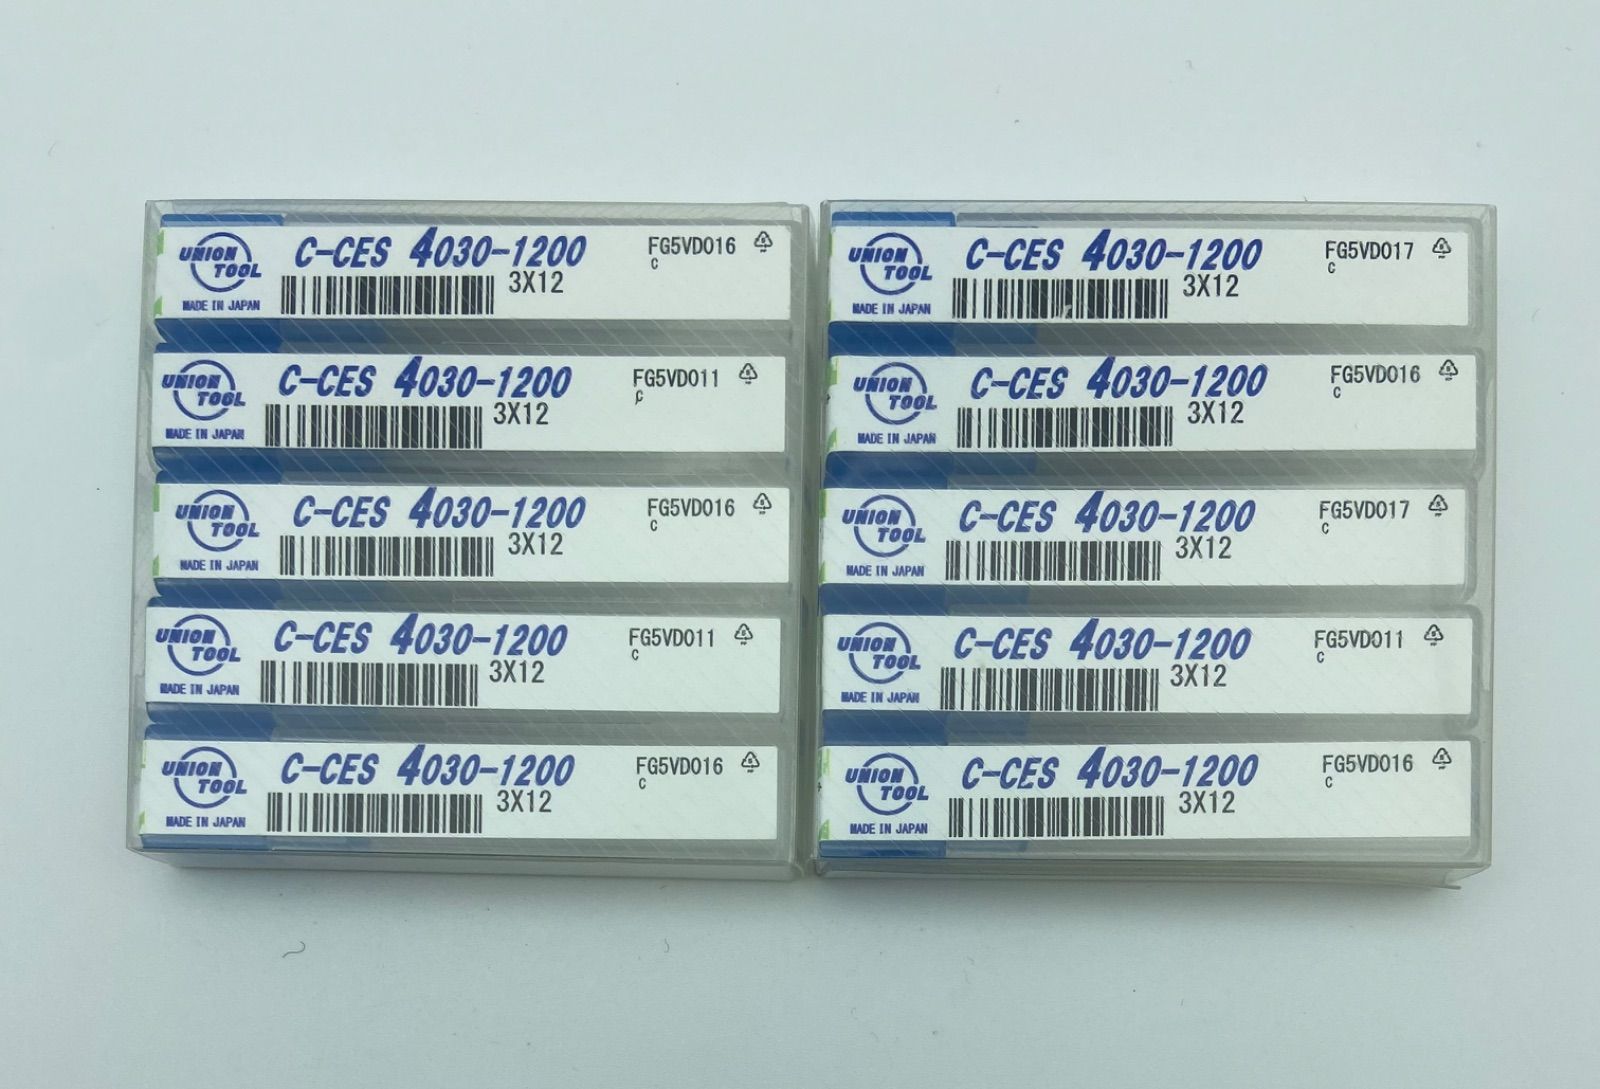 UNION TOOL
MADE IN JAPAN
C-CES 4030-1200
3X12
FG5VD016
C
UNION TOOL
MADE IN JAPAN
C-CES 4030-1200
3X12
FG5VD011
C
UNION TOOL
MADE IN JAPAN
C-CES 4030-1200
3X12
FG5VD016
C
UNION TOOL
MADE IN JAPAN
C-CES 4030-1200
3X12
FG5VD011
C
UNION TOOL
MADE IN JAPAN
C-CES 4030-1200
3X12
FG5VD016
C
UNION TOOL
MADE IN JAPAN
C-CES 4030-1200
3X12
FG5VD017
C
UNION TOOL
MADE IN JAPAN
C-CES 4030-1200
3X12
FG5VD016
C
UNION TOOL
MADE IN JAPAN
C-CES 4030-1200
3X12
FG5VD017
C
UNION TOOL
MADE IN JAPAN
C-CES 4030-1200
3X12
FG5VD011
C
UNION TOOL
MADE IN JAPAN
C-CES 4030-1200
3X12
FG5VD016
C